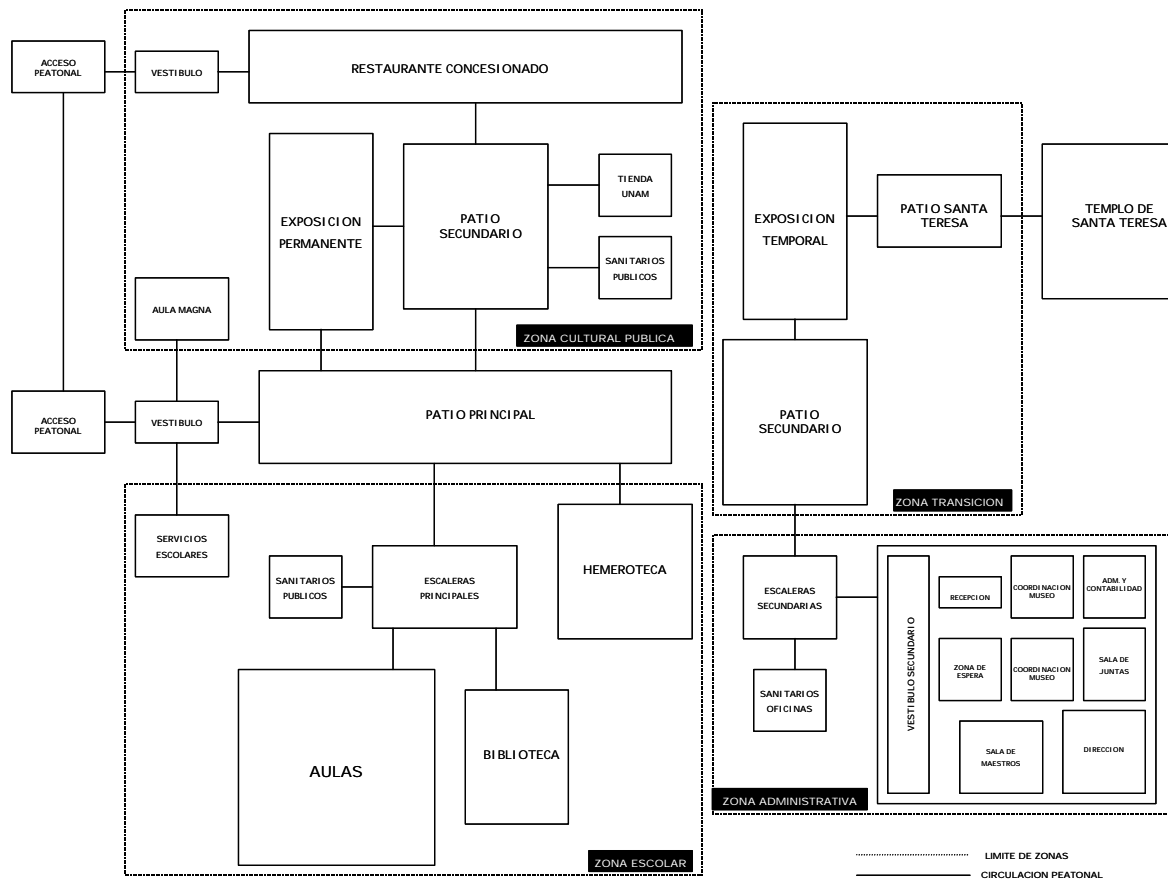 ACCESO
PEATONAL
VESTIBULO
RESTAURANTE CONCESIONADO
EXPOSICION
PERMANENTE
PATIO
SECUNDARIO
TIENDA
UNAM
SANITARIOS
PUBLICOS
AULA MAGNA
ZONA CULTURAL PUBLICA
ACCESO
PEATONAL
VESTIBULO
PATIO PRINCIPAL
SERVICIOS
ESCOLARES
SANITARIOS
PUBLICOS
ESCALERAS
PRINCIPALES
HEMEROTECA
AULAS
BIBLIOTECA
ZONA ESCOLAR
EXPOSICION
TEMPORAL
PATIO SANTA
TERESA
TEMPLO DE
SANTA TERESA
PATIO
SECUNDARIO
ZONA TRANSICION
ESCALERAS
SECUNDARIAS
SANITARIOS
OFICINAS
VESTIBULO SECUNDARIO
RECEPCION
COORDINACION
MUSEO
ADM. Y
CONTABILIDAD
ZONA DE
ESPERA
COORDINACION
MUSEO
SALA DE
JUNTAS
SALA DE
MAESTROS
DIRECCION
ZONA ADMINISTRATIVA
LIMITE DE ZONAS
CIRCULACION PEATONAL